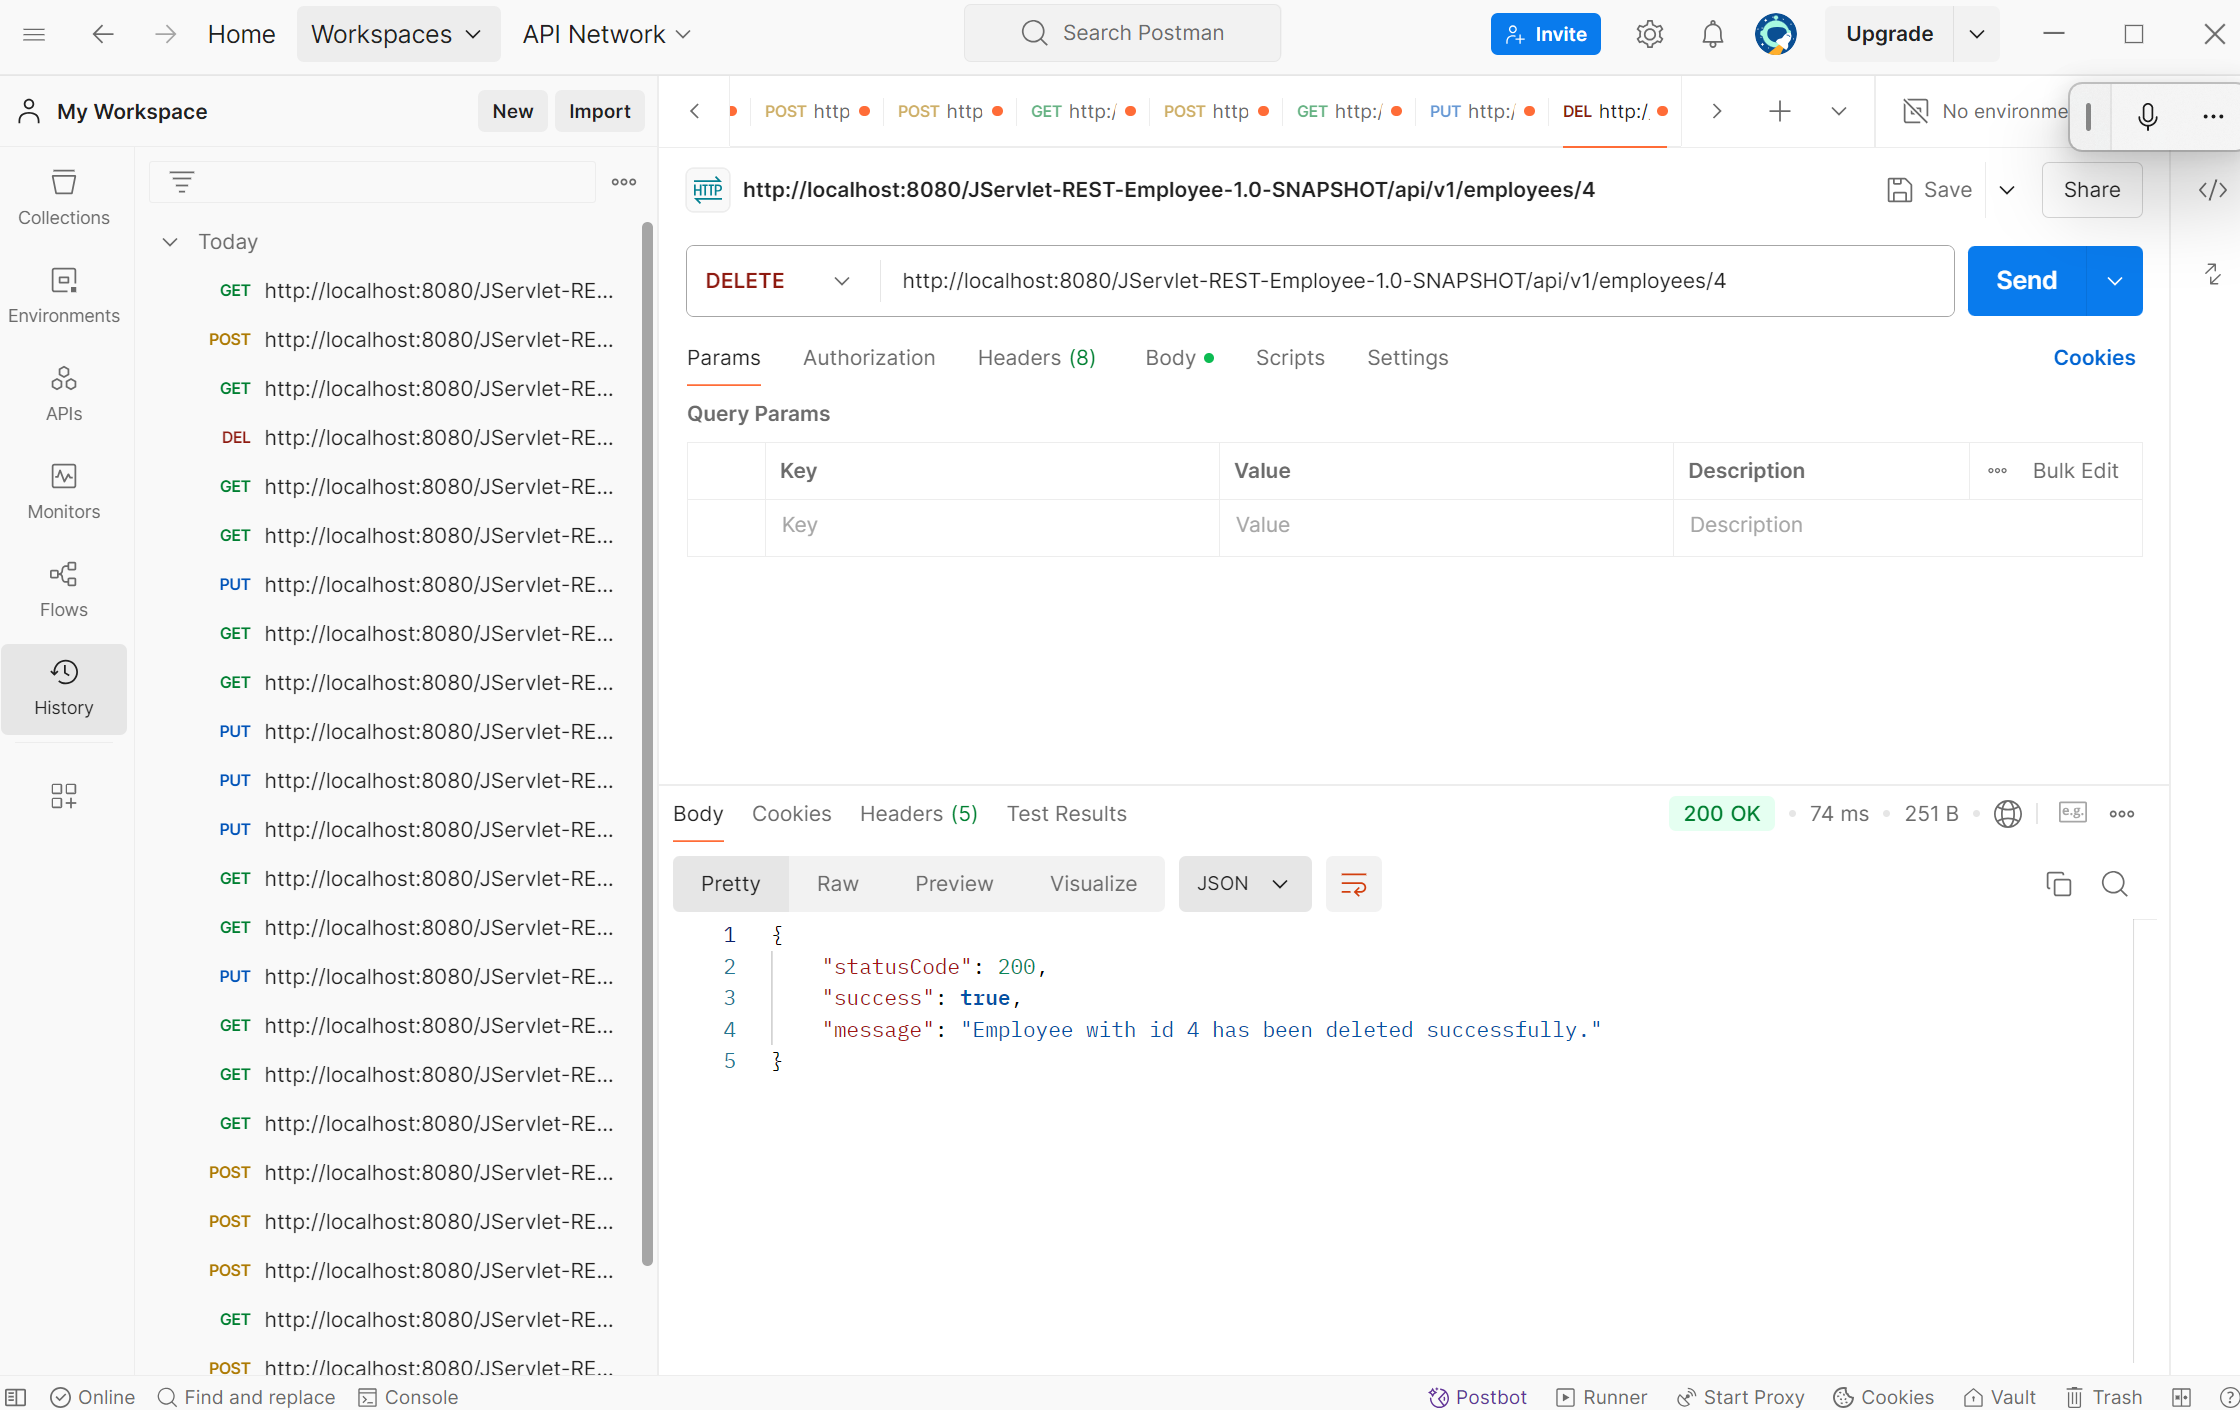 Home
Workspaces
API Network
Search Postman
Invite
Upgrade
My Workspace
New
Import
POST http
POST http
GET http:/
POST http
GET http:/
PUT http:/
DEL http:/
No environme
Collections
Environments
APIs
Monitors
Flows
History
Today
GET http://localhost:8080/JServlet-RE...
POST http://localhost:8080/JServlet-RE...
GET http://localhost:8080/JServlet-RE...
DEL http://localhost:8080/JServlet-RE...
GET http://localhost:8080/JServlet-RE...
GET http://localhost:8080/JServlet-RE...
PUT http://localhost:8080/JServlet-RE...
GET http://localhost:8080/JServlet-RE...
GET http://localhost:8080/JServlet-RE...
PUT http://localhost:8080/JServlet-RE...
PUT http://localhost:8080/JServlet-RE...
PUT http://localhost:8080/JServlet-RE...
GET http://localhost:8080/JServlet-RE...
GET http://localhost:8080/JServlet-RE...
PUT http://localhost:8080/JServlet-RE...
GET http://localhost:8080/JServlet-RE...
GET http://localhost:8080/JServlet-RE...
GET http://localhost:8080/JServlet-RE...
POST http://localhost:8080/JServlet-RE...
POST http://localhost:8080/JServlet-RE...
POST http://localhost:8080/JServlet-RE...
GET http://localhost:8080/JServlet-RE...
POST http://localhost:8080/JServlet-RE...
HTTP http://localhost:8080/JServlet-REST-Employee-1.0-SNAPSHOT/api/v1/employees/4
Save
Share
</>
DELETE http://localhost:8080/JServlet-REST-Employee-1.0-SNAPSHOT/api/v1/employees/4
Send
Params
Authorization
Headers (8)
Body
Scripts
Settings
Cookies
Query Params
Key Value Description Bulk Edit
Key Value Description
Body
Cookies
Headers (5)
Test Results
200 OK
74 ms
251 B
e.g.
Pretty
Raw
Preview
Visualize
JSON
1 {
2 "statusCode": 200,
3 "success": true,
4 "message": "Employee with id 4 has been deleted successfully."
5 }
Online
Find and replace
Console
Postbot
Runner
Start Proxy
Cookies
Vault
Trash